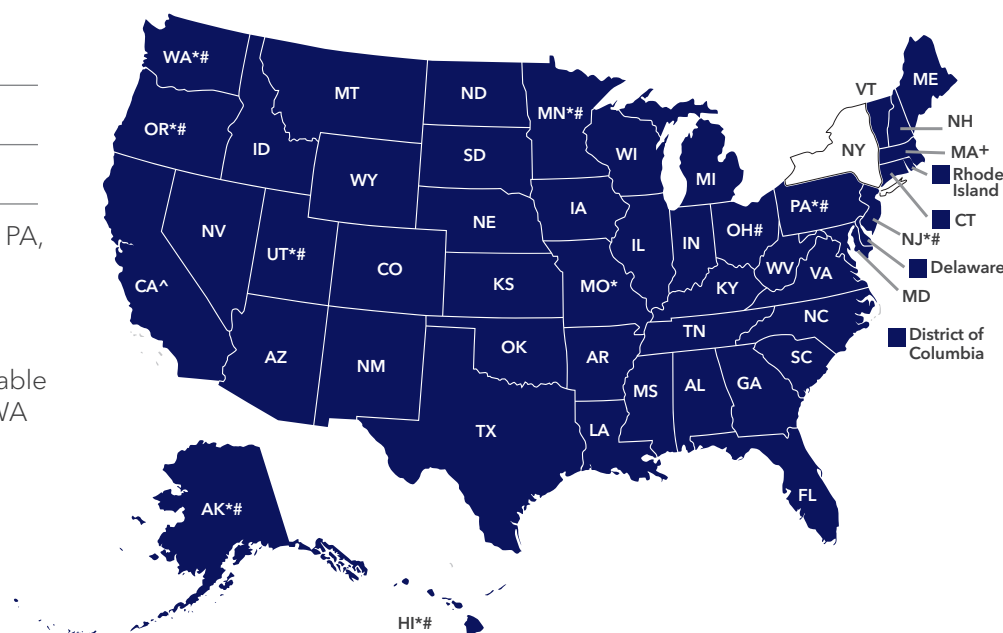 PA,
able
WA
WA*#
MT
ND
MN*#
VT
ME
OR*#
ID
SD
WI
NH
NY
MA+
WY
MI
Rhode
Island
NE
IA
PA*#
CT
NV
UT*#
CO
IL
IN
OH#
NJ*#
CA^
KS
MO*
WV
VA
Delaware
KY
MD
NC
TN
AZ
NM
OK
AR
SC
District of
Columbia
MS
AL
GA
TX
LA
FL
AK*#
HI*#